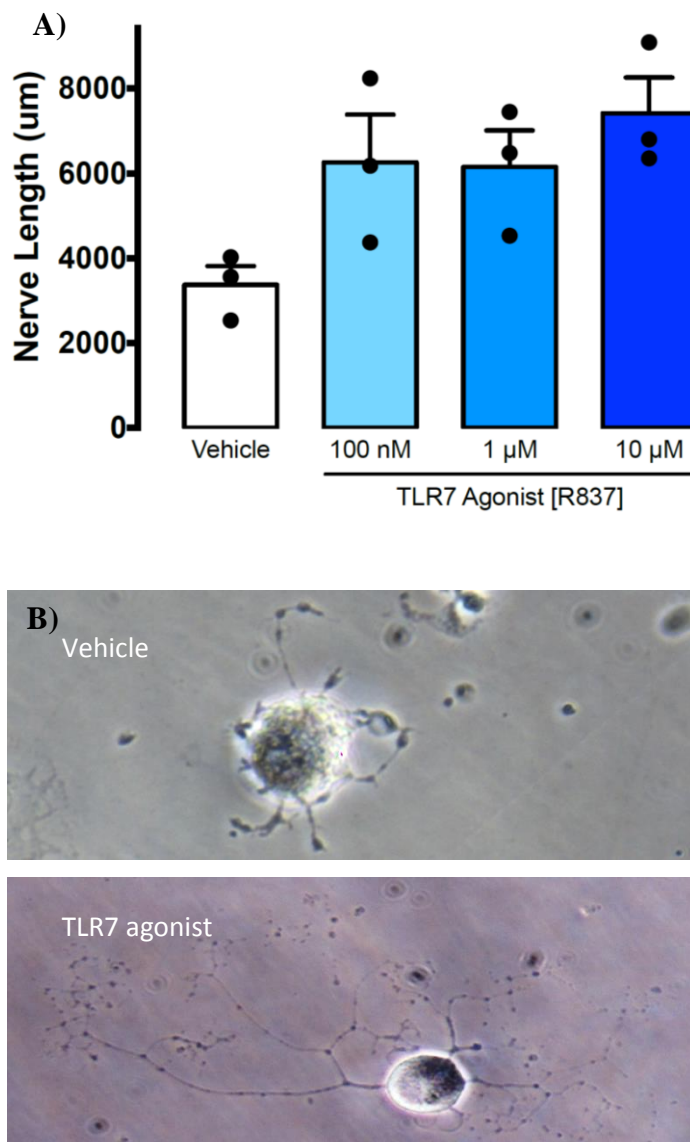 A)
Nerve Length (um)
8000
6000
4000
2000
0
Vehicle
100 nM
1 µM
10 µM
TLR7 Agonist [R837]
B)
Vehicle
TLR7 agonist